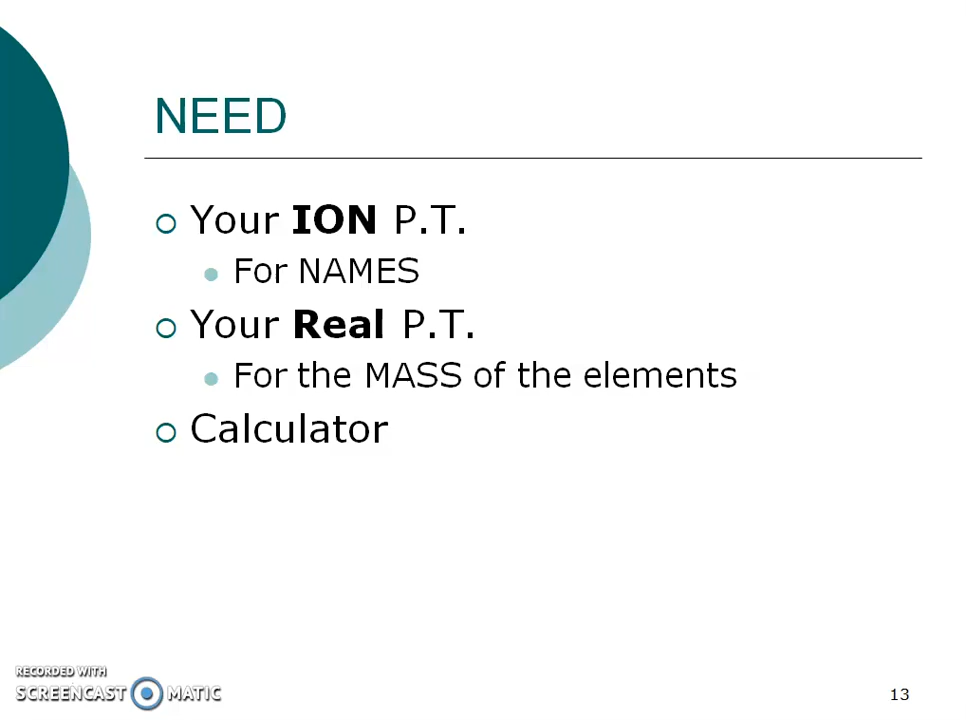 NEED
Your ION P.T.
For NAMES
Your Real P.T.
For the MASS of the elements
Calculator
RECORDED WITH
SCREENCAST MATIC
13